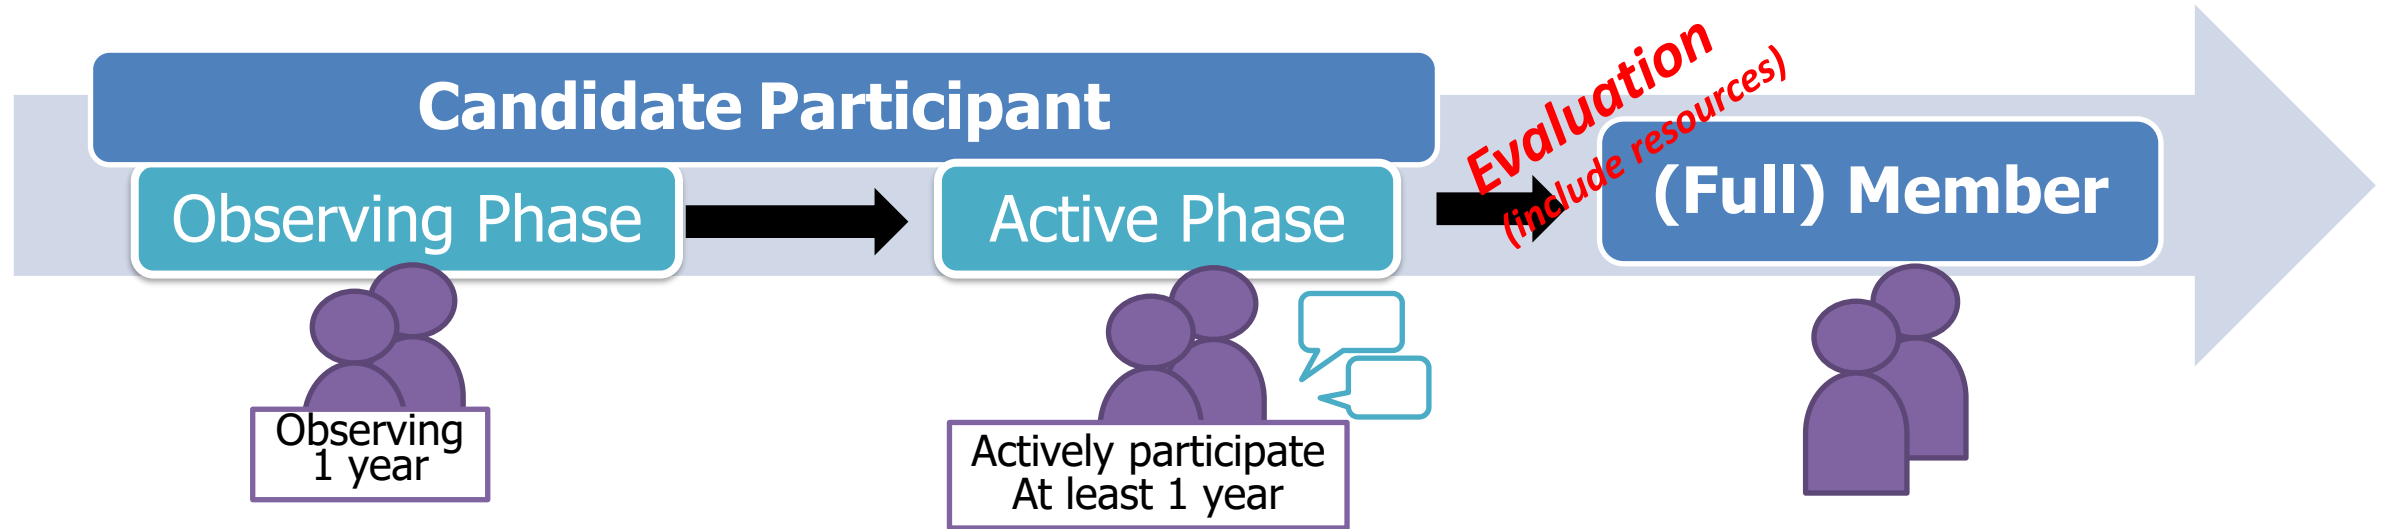 Candidate Participant
Observing Phase
Active Phase
Evaluation
(include resources)
(Full) Member
Observing
1 year
Actively participate
At least 1 year